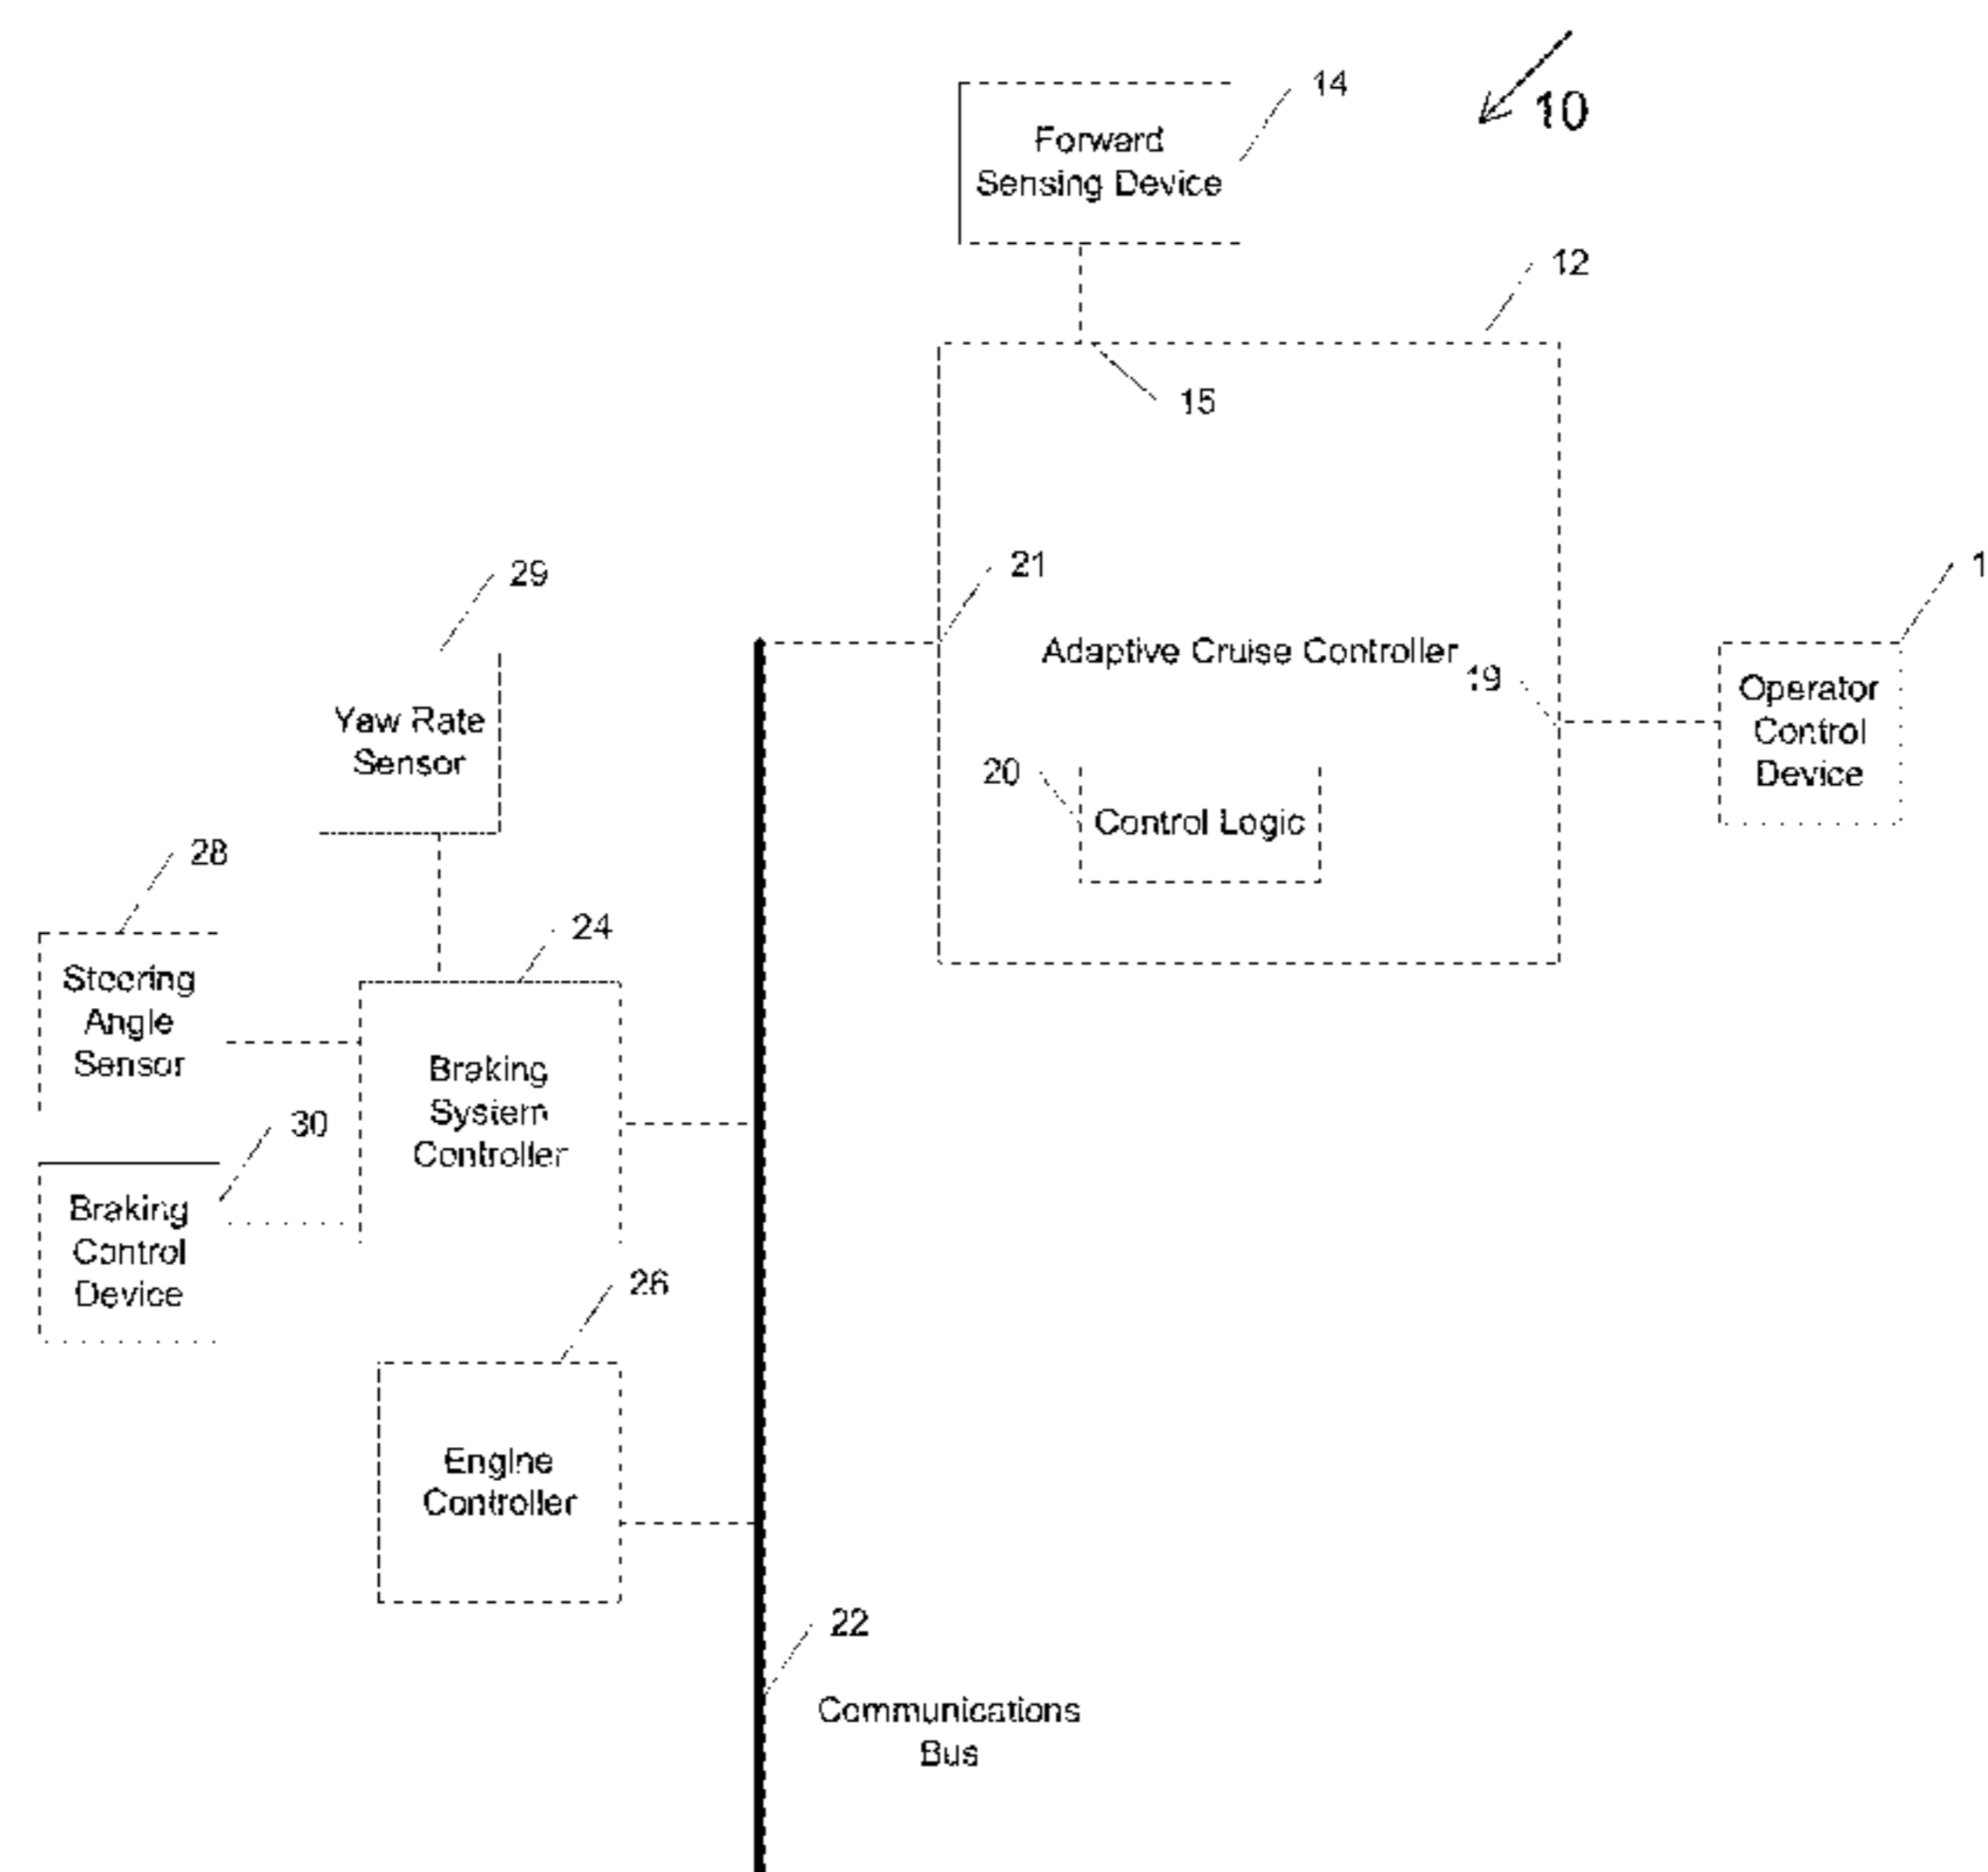 10
14
Forward
Sensing Device
12
15
29
21
1
Yaw Rate
Sensor
Adaptive Cruise Controller
19
Operator
Control
Device
20
Control Logic
28
24
Steering
Angle
Sensor
Braking
System
Controller
30
Braking
Control
Device
26
Engine
Controller
22
Communications
Bus